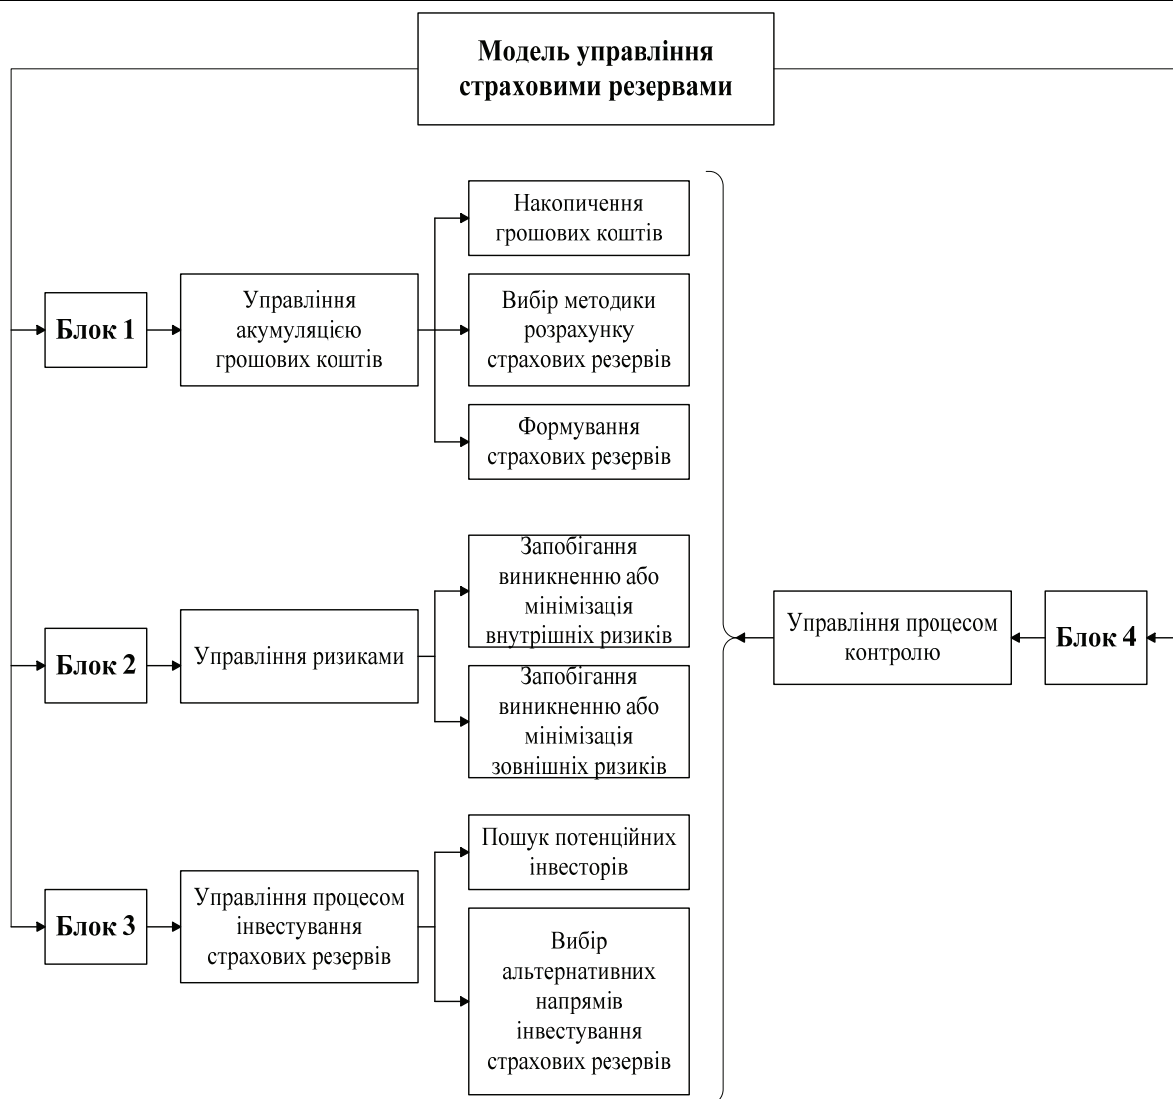 Модель управління
страховими резервами
Блок 1
Управління
акумуляцією
грошових коштів
Накопичення
грошових коштів
Вибір методики
розрахунку
страхових резервів
Формування
страхових резервів
Блок 2
Управління ризиками
Запобігання
виникненню або
мінімізація
внутрішніх ризиків
Запобігання
виникненню або
мінімізація
зовнішніх ризиків
Блок 3
Управління процесом
інвестування
страхових резервів
Пошук потенційних
інвесторів
Вибір
альтернативних
напрямів
інвестування
страхових резервів
Управління процесом
контролю
Блок 4